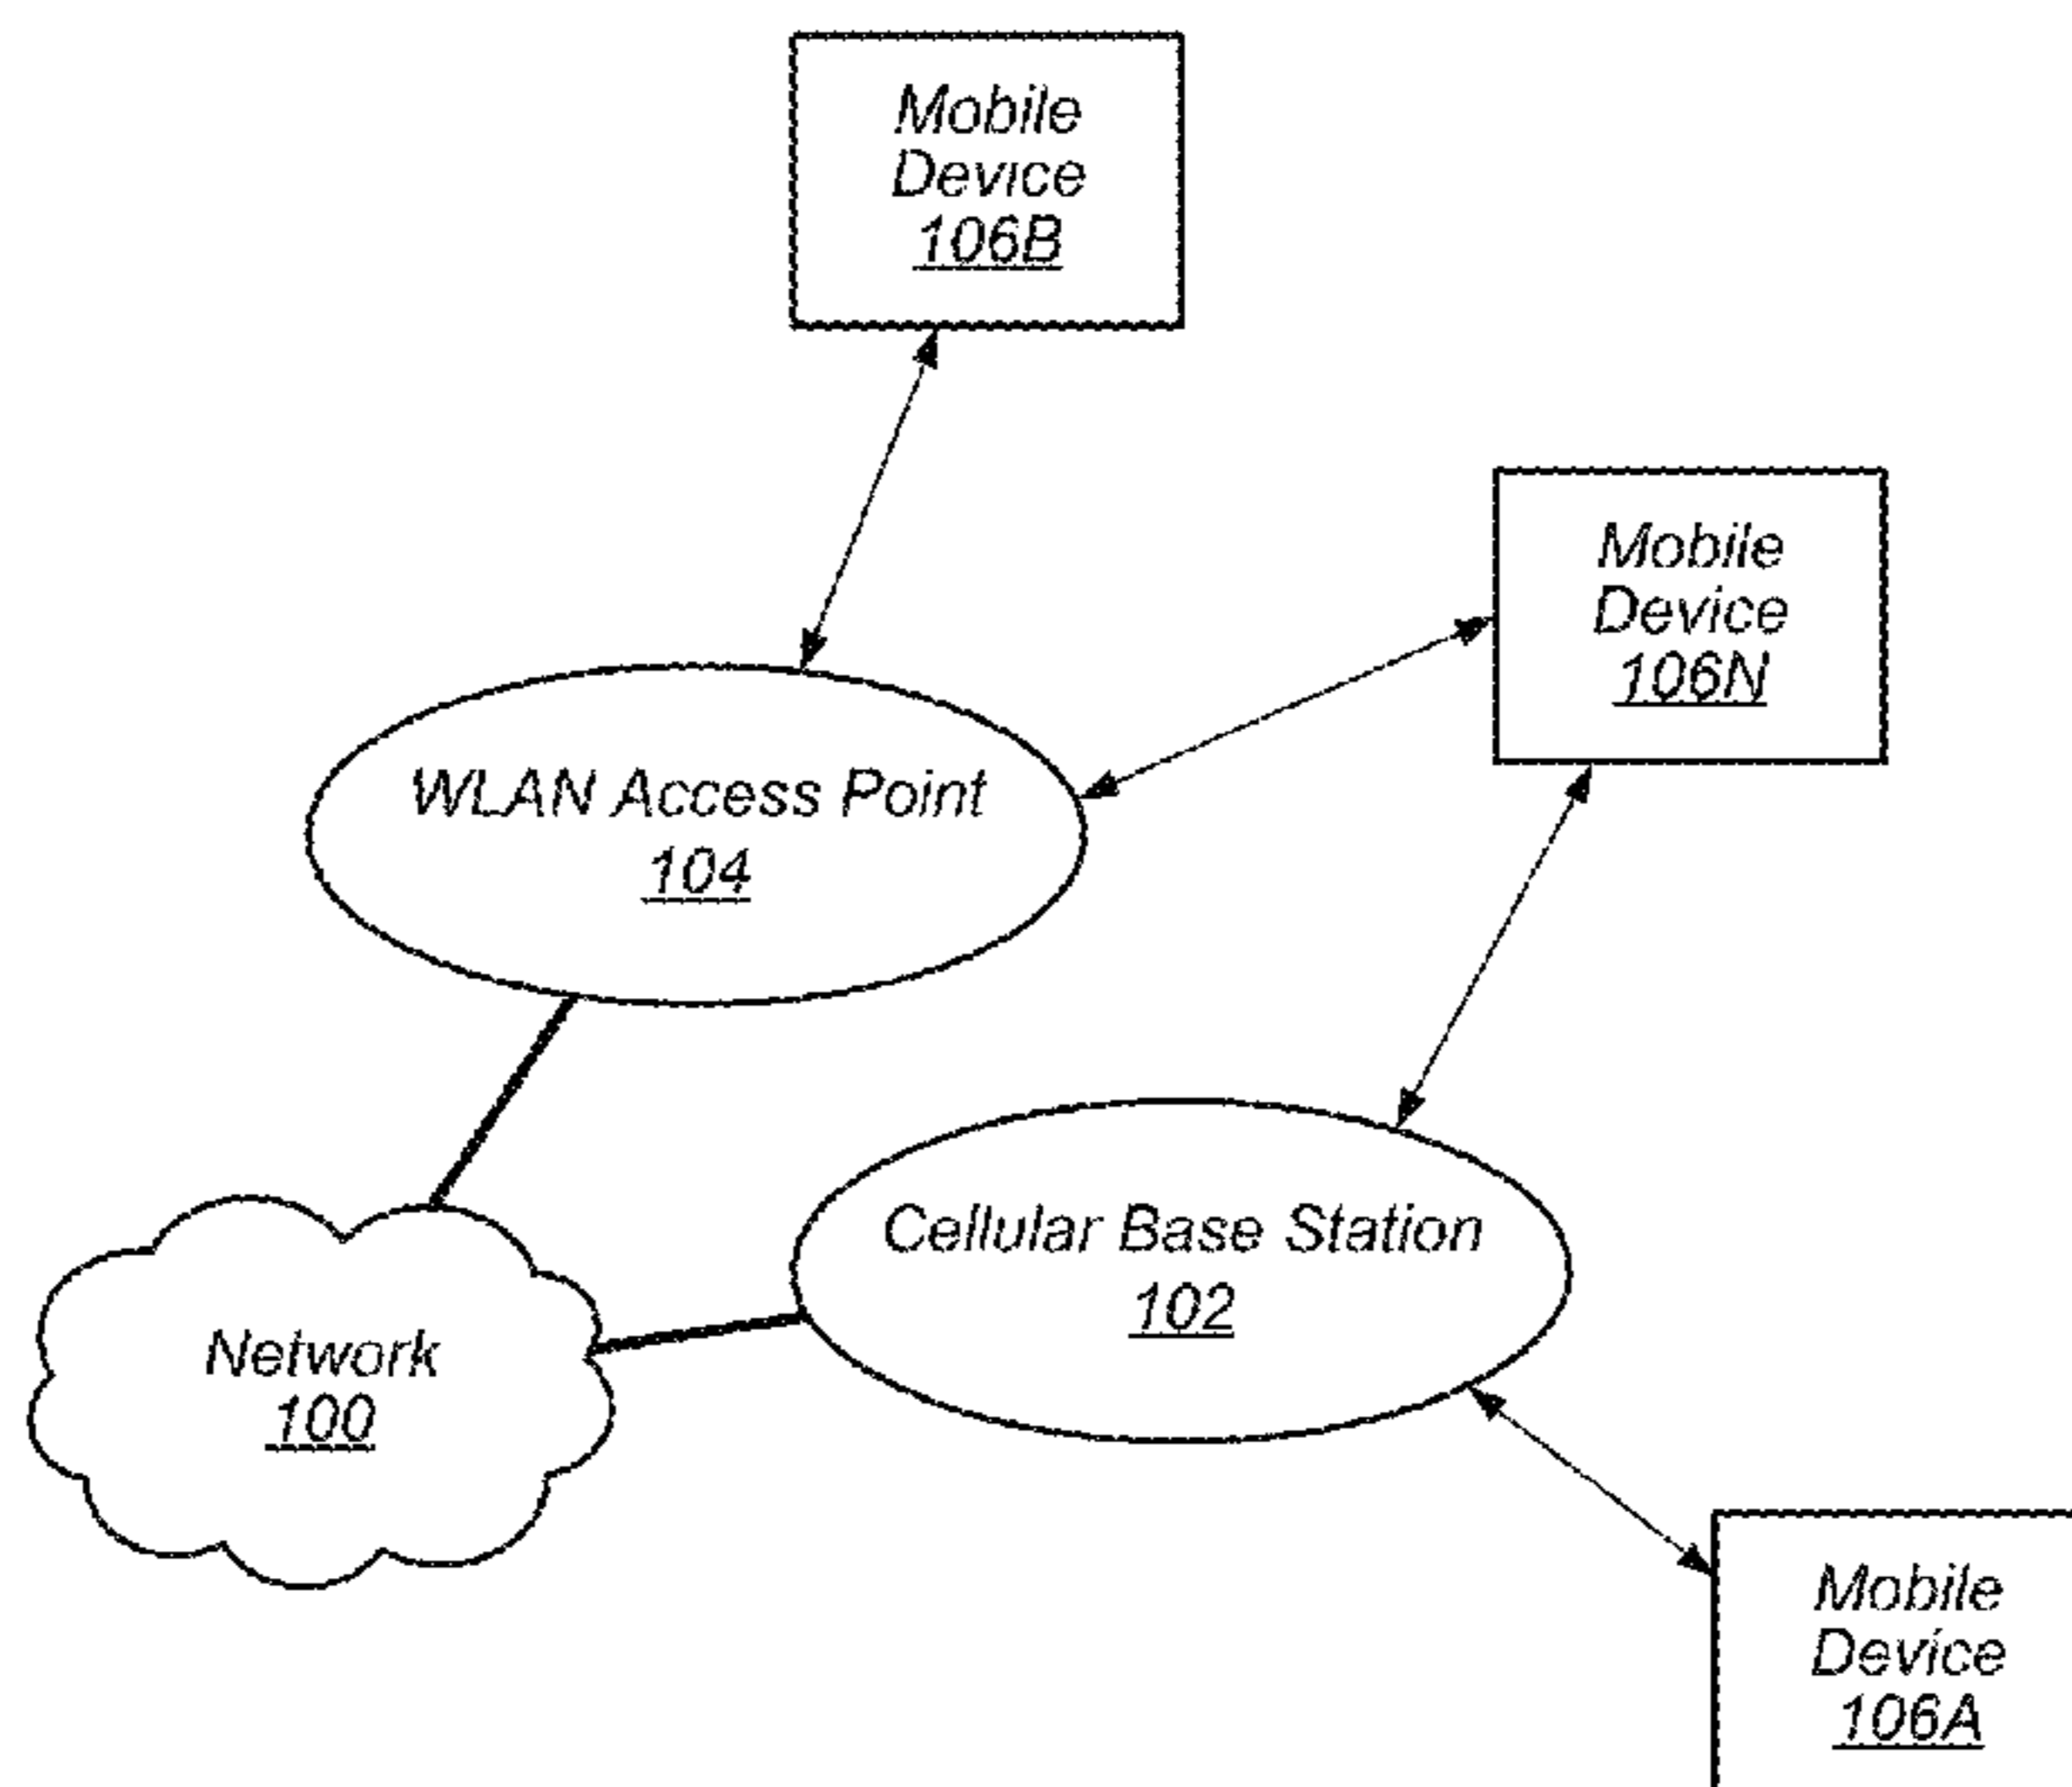 Mobile
Device
106B
Mobile
Device
106N
WLAN Access Point
104
Cellular Base Station
102
Network
100
Mobile
Device
106A